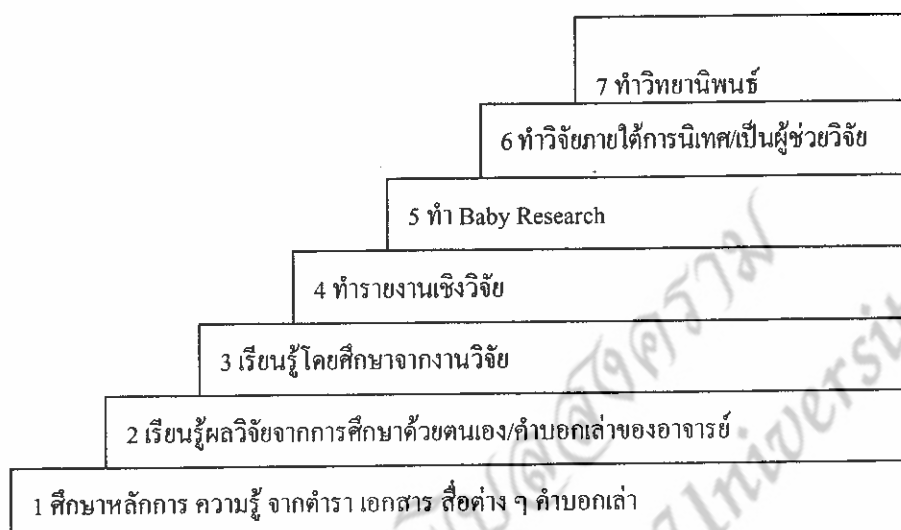 7 ทำวิทยานิพนธ์
6 ทำวิจัยภายใต้การนิเทศ/เป็นผู้ช่วยวิจัย
5 ทำ Baby Research
4 ทำรายงานเชิงวิจัย
3 เรียนรู้โดยศึกษาจากงานวิจัย
2 เรียนรู้ผลวิจัยจากการศึกษาด้วยตนเอง/คำบอกเล่าของอาจารย์
1 ศึกษาหลักการ ความรู้ จากตำรา เอกสาร สื่อต่าง ๆ คำบอกเล่า